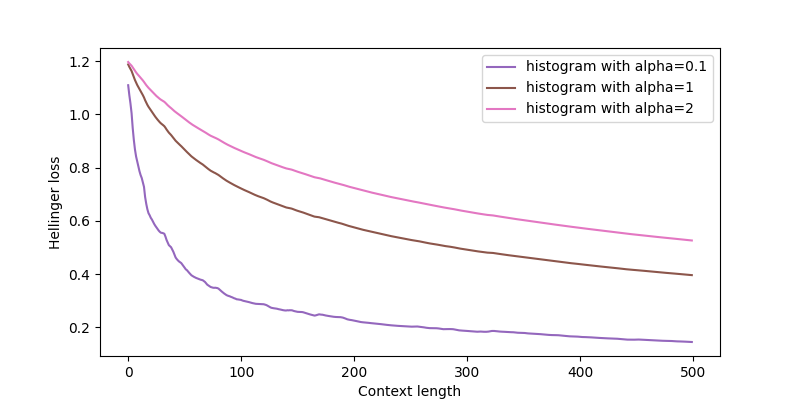 1.2
1.0
0.8
0.6
0.4
0.2
Hellinger loss
histogram with alpha=0.1
histogram with alpha=1
histogram with alpha=2
0 100 200 300 400 500
Context length